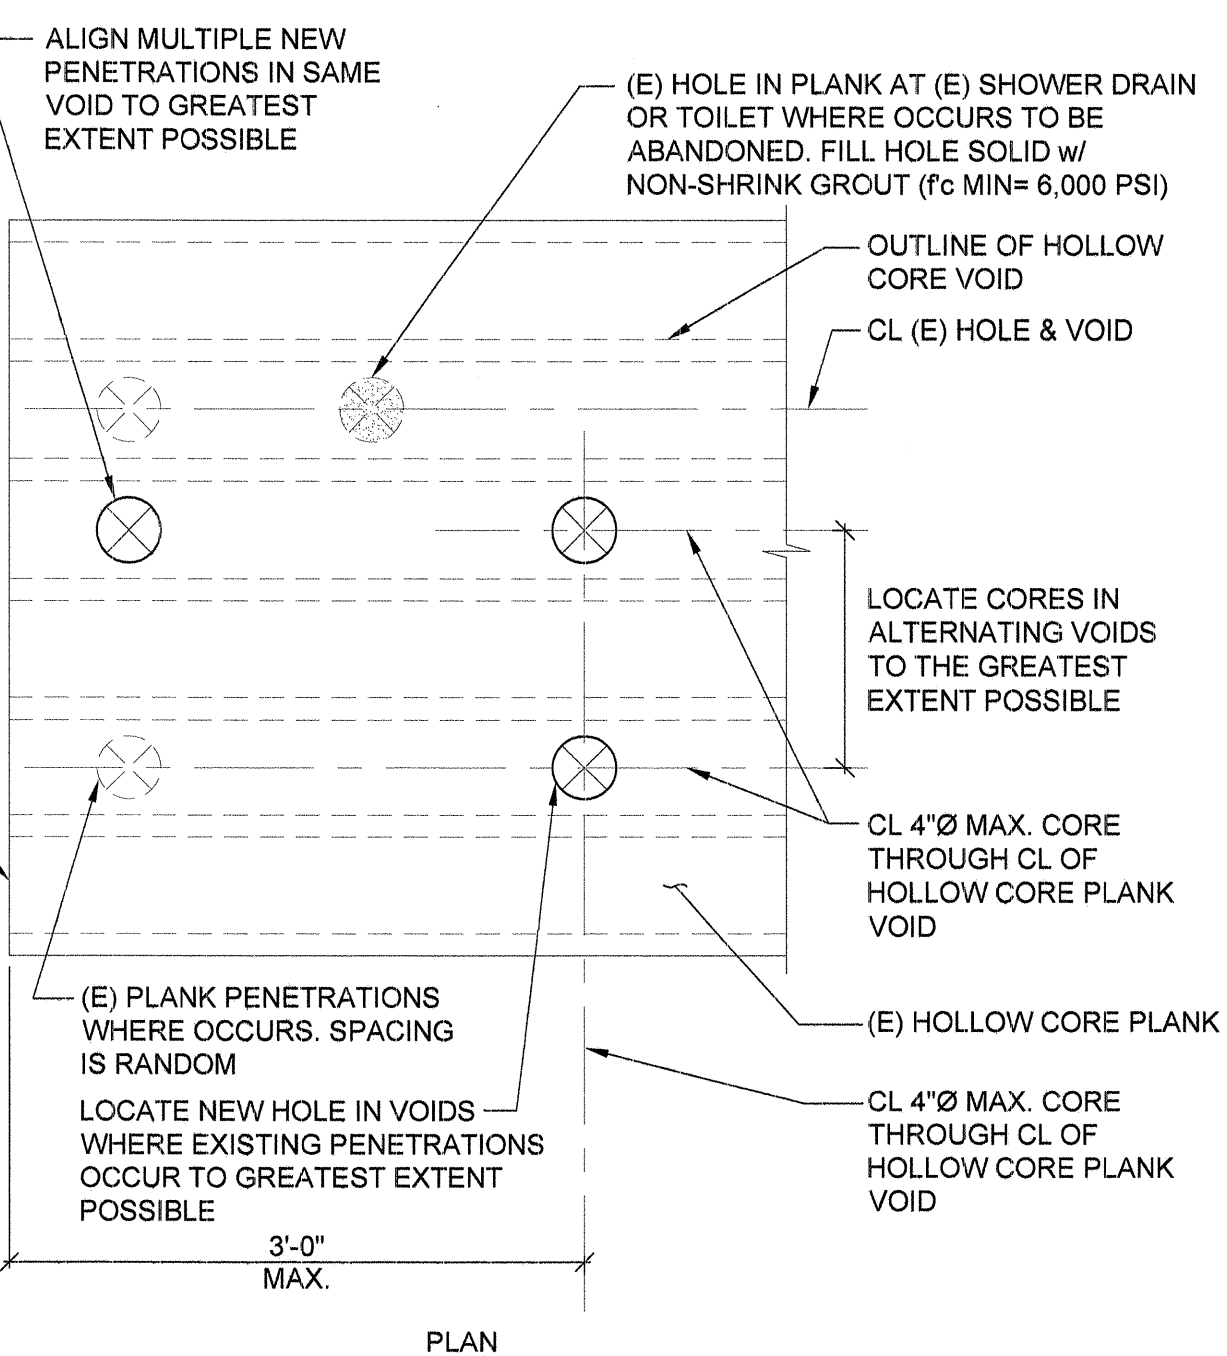 ALIGN MULTIPLE NEW
PENETRATIONS IN SAME
VOID TO GREATEST
EXTENT POSSIBLE
(E) HOLE IN PLANK AT (E) SHOWER DRAIN
OR TOILET WHERE OCCURS TO BE
ABANDONED. FILL HOLE SOLID w/
NON-SHRINK GROUT (f'c MIN= 6,000 PSI)
OUTLINE OF HOLLOW
CORE VOID
CL (E) HOLE & VOID
LOCATE CORES IN
ALTERNATING VOIDS
TO THE GREATEST
EXTENT POSSIBLE
CL 4"Ø MAX. CORE
THROUGH CL OF
HOLLOW CORE PLANK
VOID
(E) PLANK PENETRATIONS
WHERE OCCURS. SPACING
IS RANDOM
(E) HOLLOW CORE PLANK
LOCATE NEW HOLE IN VOIDS
WHERE EXISTING PENETRATIONS
OCCUR TO GREATEST EXTENT
POSSIBLE
CL 4"Ø MAX. CORE
THROUGH CL OF
HOLLOW CORE PLANK
VOID
3'-0"
MAX.
PLAN